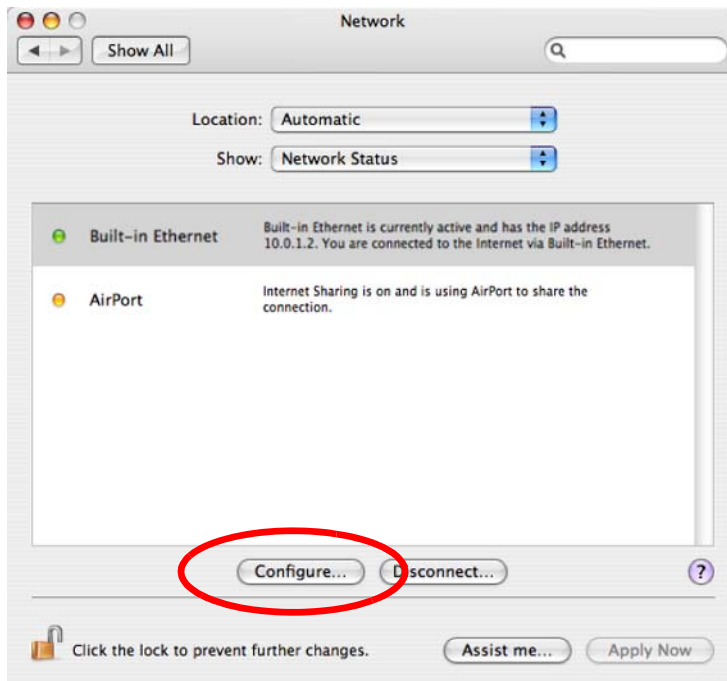 Network
Show All
Location: Automatic
Show: Network Status
Built-in Ethernet
Built-in Ethernet is currently active and has the IP address
10.0.1.2. You are connected to the Internet via Built-in Ethernet.
AirPort
Internet Sharing is on and is using AirPort to share the
connection.
Configure... Disconnect... ?
Click the lock to prevent further changes. Assist me... Apply Now